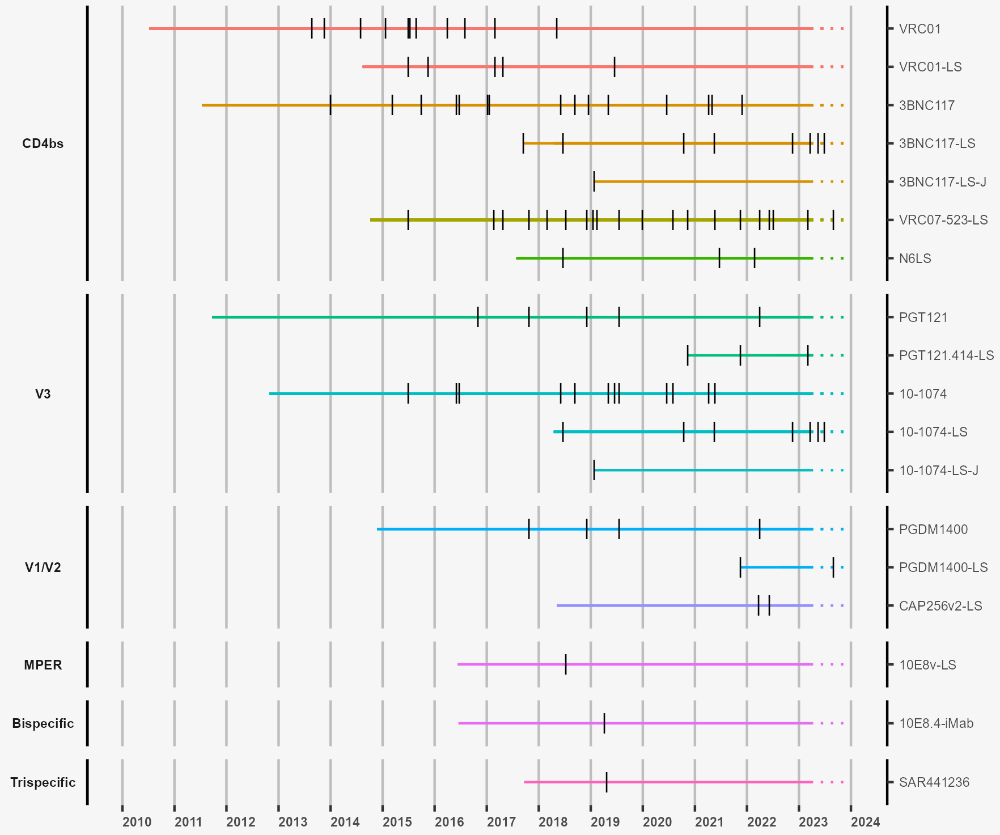 VRC01
VRC01-LS
3BNC117
CD4bs
3BNC117-LS
3BNC117-LS-J
VRC07-523-LS
N6LS
PGT121
PGT121.414-LS
V3
10-1074
10-1074-LS
10-1074-LS-J
PGDM1400
V1/V2
PGDM1400-LS
CAP256v2-LS
MPER
10E8v-LS
Bispecific
10E8.4-iMab
Trispecific
SAR441236
2010 2011 2012 2013 2014 2015 2016 2017 2018 2019 2020 2021 2022 2023 2024